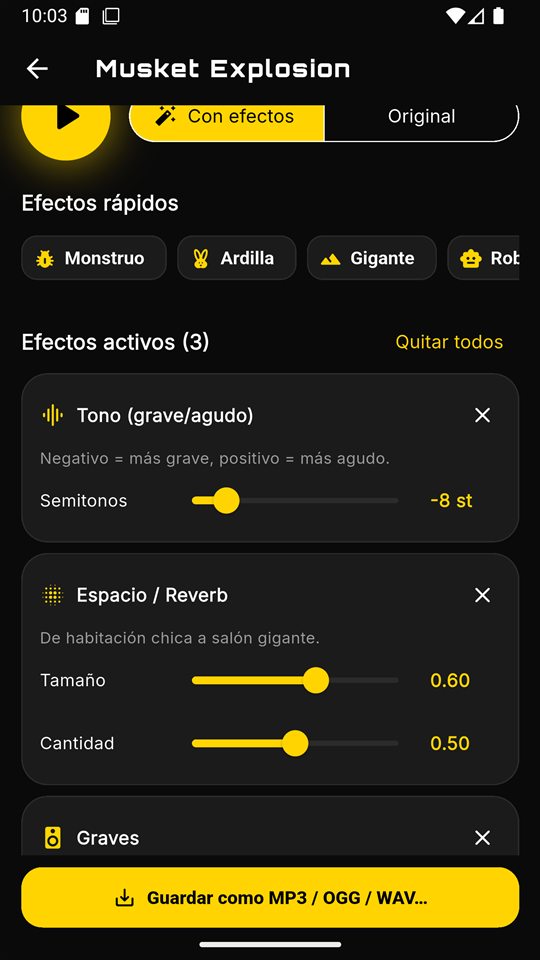 10:03
Musket Explosion
Con efectos
Original
Efectos rápidos
Monstruo
Ardilla
Gigante
Rob
Efectos activos (3)
Quitar todos
Tono (grave/agudo)
Negativo = más grave, positivo = más agudo.
Semitonos
-8 st
Espacio / Reverb
De habitación chica a salón gigante.
Tamaño
0.60
Cantidad
0.50
Graves
Guardar como MP3 / OGG / WAV...